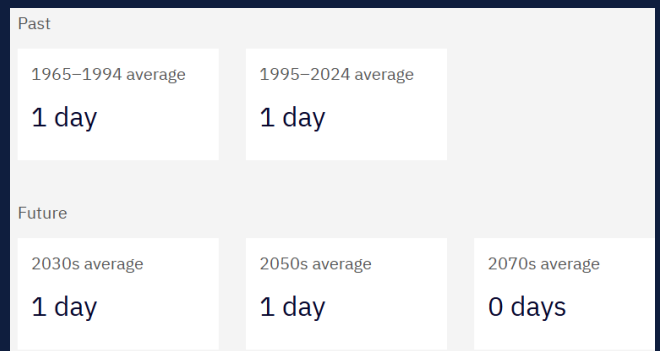 Past
1965–1994 average
1995–2024 average
1 day
1 day
Future
2030s average
2050s average
2070s average
1 day
1 day
0 days